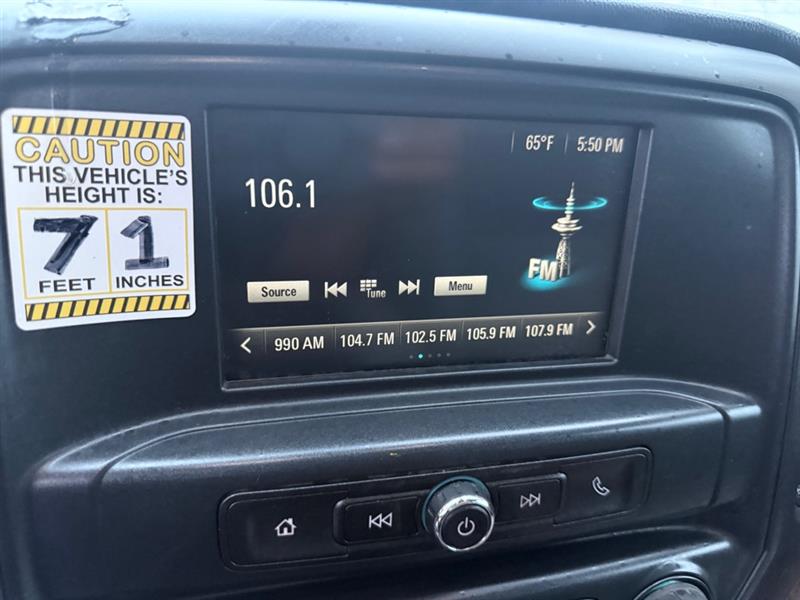 CAUTION
THIS VEHICLE'S
HEIGHT IS:
7 1
FEET INCHES
65°F 5:50 PM
106.1
FM
Source Tune Menu
990 AM 104.7 FM 102.5 FM 105.9 FM 107.9 FM